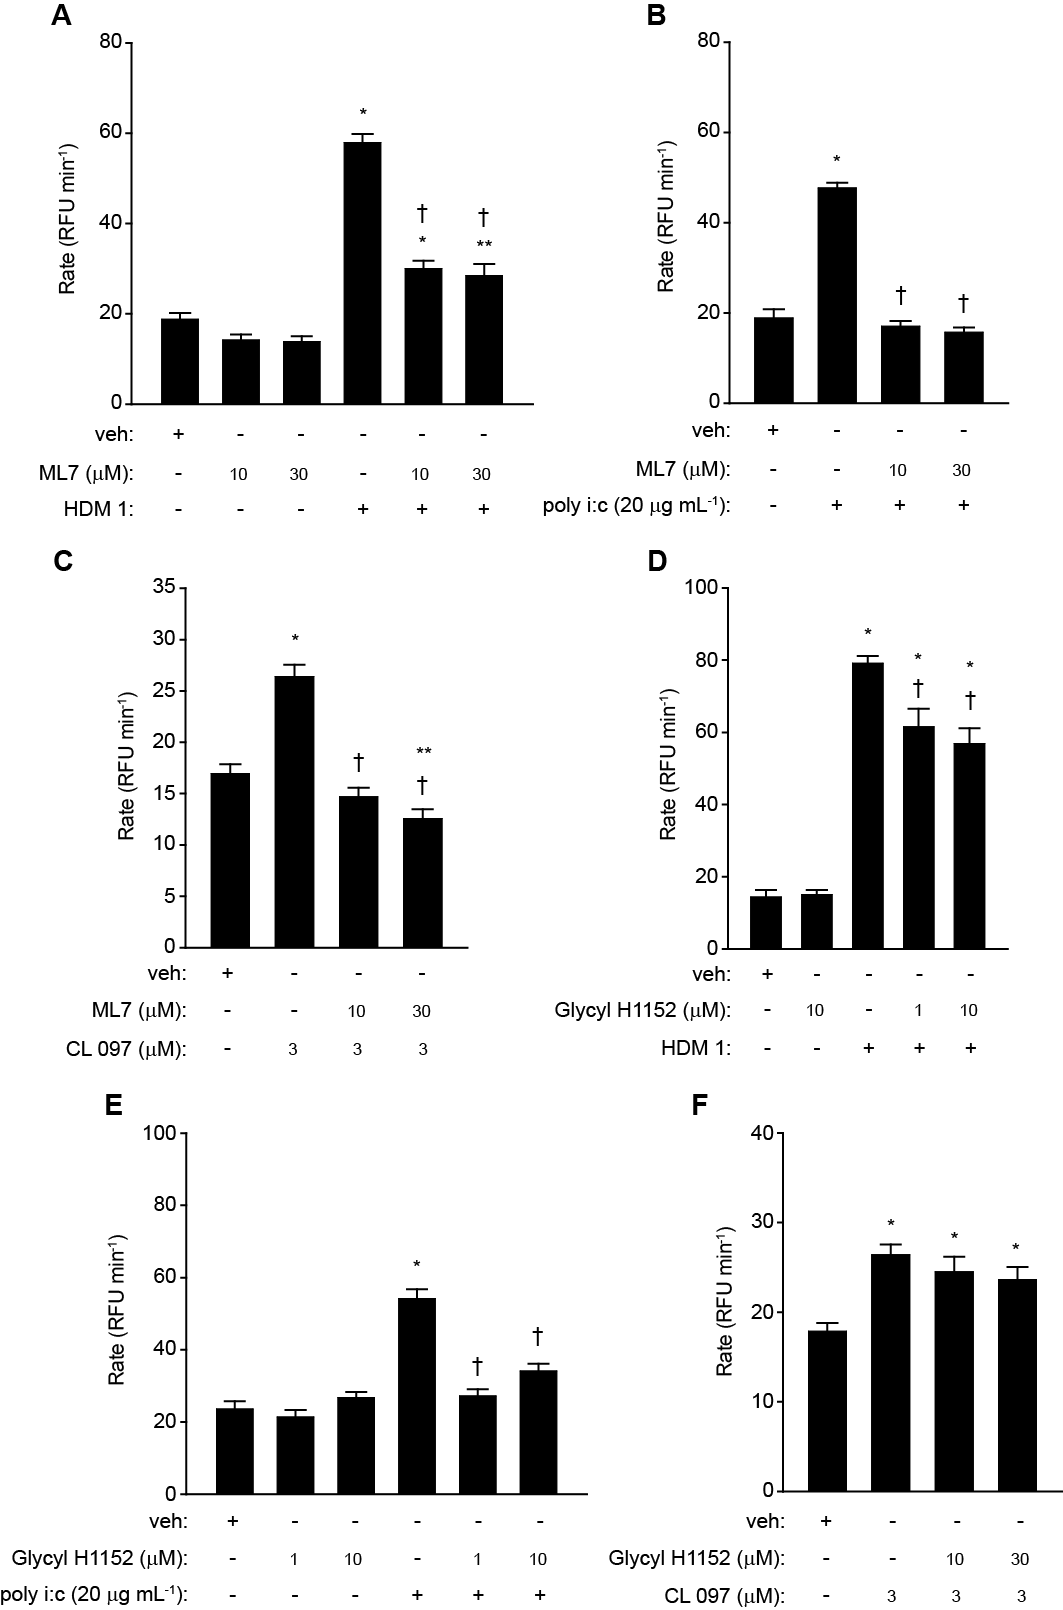 A
80
60
40
20
0
Rate (RFU min-1)
*
†
*
†
**
veh: + - - - - -
ML7 (μM): - 10 30 - 10 30
HDM 1: - - - + + +
B
80
60
40
20
0
Rate (RFU min-1)
*
†
†
veh: + - - -
ML7 (μM): - - 10 30
poly i:c (20 μg mL-1): - + + +
C
35
30
25
20
15
10
5
0
Rate (RFU min-1)
*
†
**
†
veh: + - - -
ML7 (μM): - - 10 30
CL 097 (μM): - 3 3 3
D
100
80
60
40
20
0
Rate (RFU min-1)
*
*
†
*
†
veh: + - - - -
Glycyl H1152 (μM): - 10 - 1 10
HDM 1: - - + + +
E
100
80
60
40
20
0
Rate (RFU min-1)
*
†
†
veh: + - - - - -
Glycyl H1152 (μM): - 1 10 - 1 10
poly i:c (20 μg mL-1): - - - + + +
F
40
30
20
10
0
Rate (RFU min-1)
*
*
*
veh: + - - -
Glycyl H1152 (μM): - - 10 30
CL 097 (μM): - 3 3 3